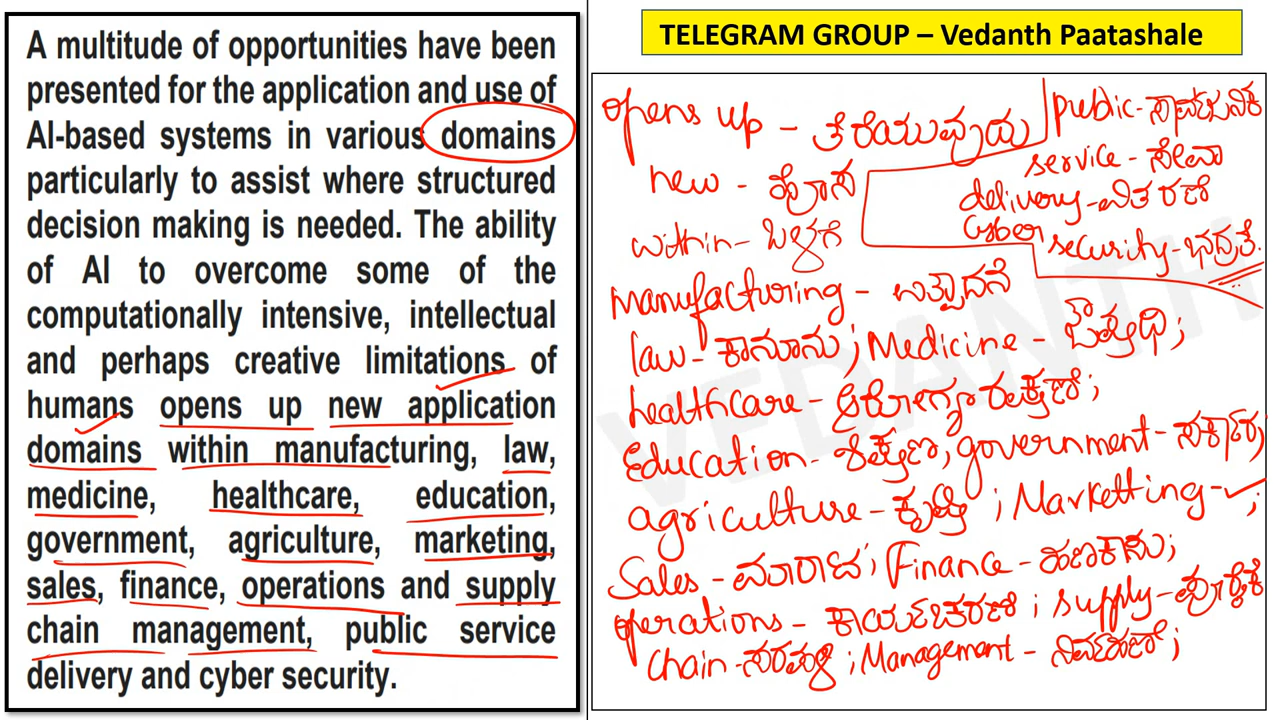 A multitude of opportunities have been
presented for the application and use of
AI-based systems in various domains
particularly to assist where structured
decision making is needed. The ability
of AI to overcome some of the
computationally intensive, intellectual
and perhaps creative limitations of
humans opens up new application
domains within manufacturing, law,
medicine, healthcare, education,
government, agriculture, marketing,
sales, finance, operations and supply
chain management, public service
delivery and cyber security.
TELEGRAM GROUP – Vedanth Paatashale
opens up - ತೆರೆಯುವುದು
public - ಸಾರ್ವಜನಿಕ
service - ಸೇವಾ
new - ಹೊಸ
delivery - ವಿತರಣೆ
within - ಒಳಗೆ
Cyber security - ಭದ್ರತೆ.
manufacturing - ಉತ್ಪಾದನೆ
law - ಕಾನೂನು ; Medicine - ಔಷಧಿ ;
healthcare - ಆರೋಗ್ಯ ರಕ್ಷಣೆ ;
Education - ಶಿಕ್ಷಣ ; government - ಸರ್ಕಾರ ;
agriculture - ಕೃಷಿ ; Marketting - ✓ ;
Sales - ಮಾರಾಟ ; Finance - ಹಣಕಾಸು ;
operations - ಕಾರ್ಯಾಚರಣೆ ; supply - ಪೂರೈಕೆ
Chain - ಸರಪಳಿ ; Management - ನಿರ್ವಹಣೆ ;
VEDANTH